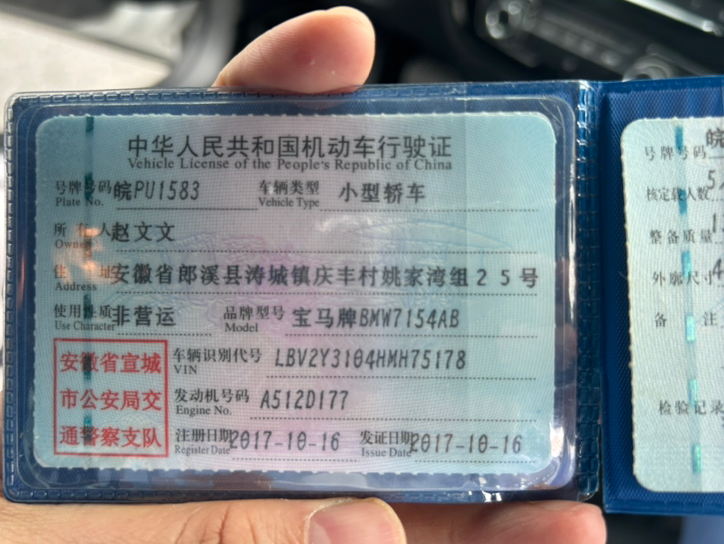 中华人民共和国机动车行驶证
Vehicle License of the People's Republic of China
号牌号码 皖PU1583 车辆类型 小型轿车
Plate No. Vehicle Type
所有人 赵文文
Owner
住址 安徽省郎溪县涛城镇庆丰村姚家湾组25号
Address
使用性质 非营运 品牌型号 宝马牌BMW7154AB
Use Character Model
安徽省宣城
市公安局交
通警察支队
车辆识别代号 LBV2Y3104HMH75178
VIN
发动机号码 A512D177
Engine No.
注册日期 2017-10-16 发证日期 2017-10-16
Register Date Issue Date
号牌号码 皖
核定载人数 5
整备质量
外廓尺寸 4
备注
检验记录